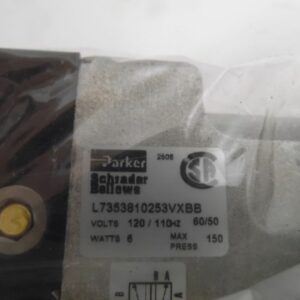 Parker
2508
Schrader
Bellows
L7353810253VXBB
VOLTS 120 / 110HZ 60/50
WATTS 6 MAX PRESS 150
B A